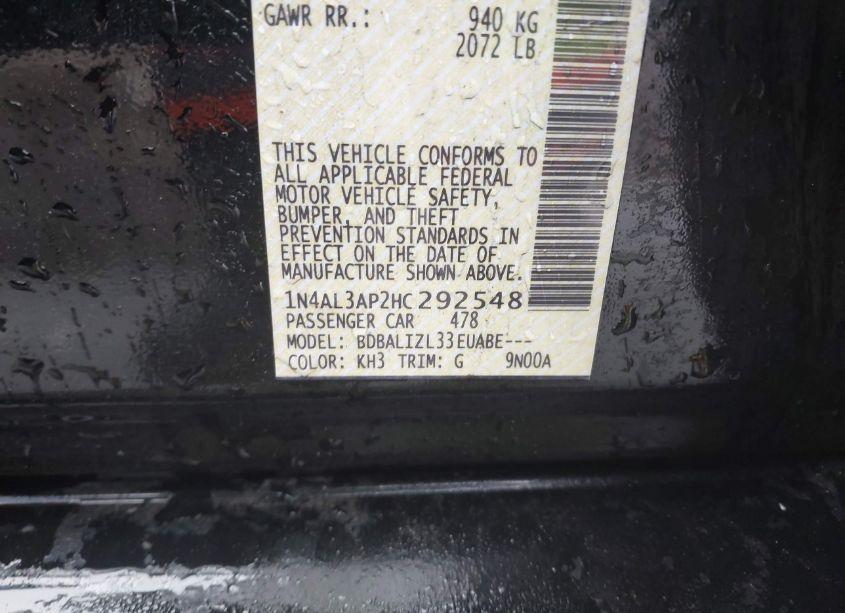 GAWR RR.: 940 KG
2072 LB
THIS VEHICLE CONFORMS TO
ALL APPLICABLE FEDERAL
MOTOR VEHICLE SAFETY,
BUMPER, AND THEFT
PREVENTION STANDARDS IN
EFFECT ON THE DATE OF
MANUFACTURE SHOWN ABOVE.
1N4AL3AP2HC292548
PASSENGER CAR 478
MODEL: BDBALIZL33EUABE---
COLOR: KH3 TRIM: G 9N00A